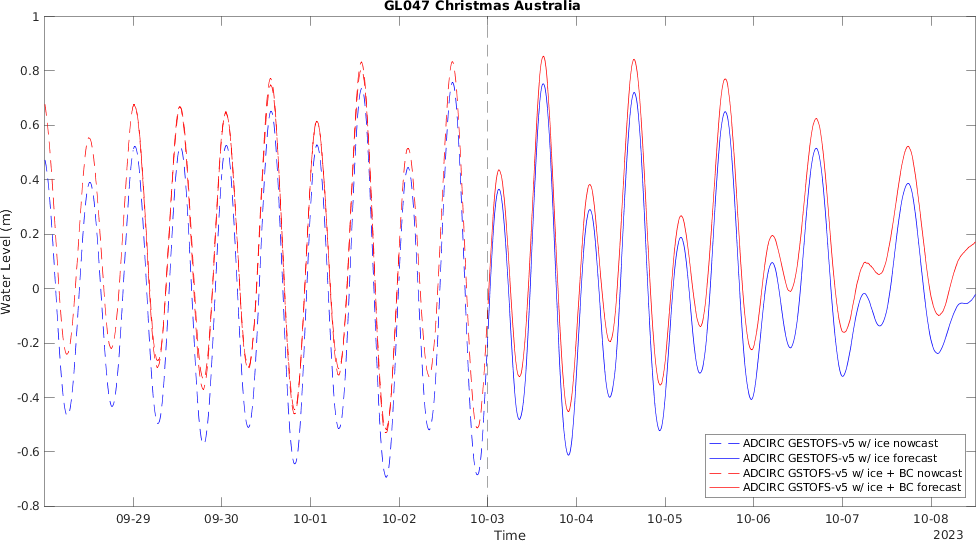 GL047 Christmas Australia
1
0.8
0.6
0.4
0.2
0
-0.2
-0.4
-0.6
-0.8
Water Level (m)
09-29 09-30 10-01 10-02 10-03 10-04 10-05 10-06 10-07 10-08
Time
2023
ADCIRC GESTOFS-v5 w/ ice nowcast
ADCIRC GESTOFS-v5 w/ ice forecast
ADCIRC GSTOFS-v5 w/ ice + BC nowcast
ADCIRC GSTOFS-v5 w/ ice + BC forecast